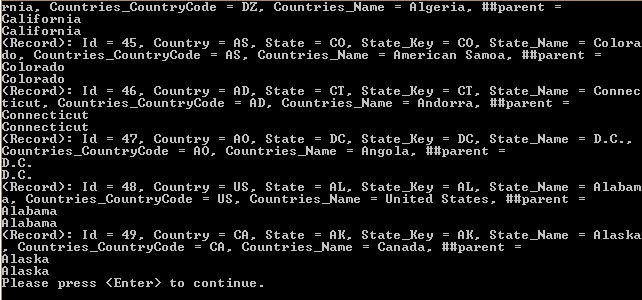 rnia, Countries_CountryCode = DZ, Countries_Name = Algeria, ##parent =
California
California
(Record): Id = 45, Country = AS, State = CO, State_Key = CO, State_Name = Colora
do, Countries_CountryCode = AS, Countries_Name = American Samoa, ##parent =
Colorado
Colorado
(Record): Id = 46, Country = AD, State = CT, State_Key = CT, State_Name = Connec
ticut, Countries_CountryCode = AD, Countries_Name = Andorra, ##parent =
Connecticut
Connecticut
(Record): Id = 47, Country = AO, State = DC, State_Key = DC, State_Name = D.C.,
Countries_CountryCode = AO, Countries_Name = Angola, ##parent =
D.C.
D.C.
(Record): Id = 48, Country = US, State = AL, State_Key = AL, State_Name = Alabam
a, Countries_CountryCode = US, Countries_Name = United States, ##parent =
Alabama
Alabama
(Record): Id = 49, Country = CA, State = AK, State_Key = AK, State_Name = Alaska
, Countries_CountryCode = CA, Countries_Name = Canada, ##parent =
Alaska
Alaska
Please press <Enter> to continue.